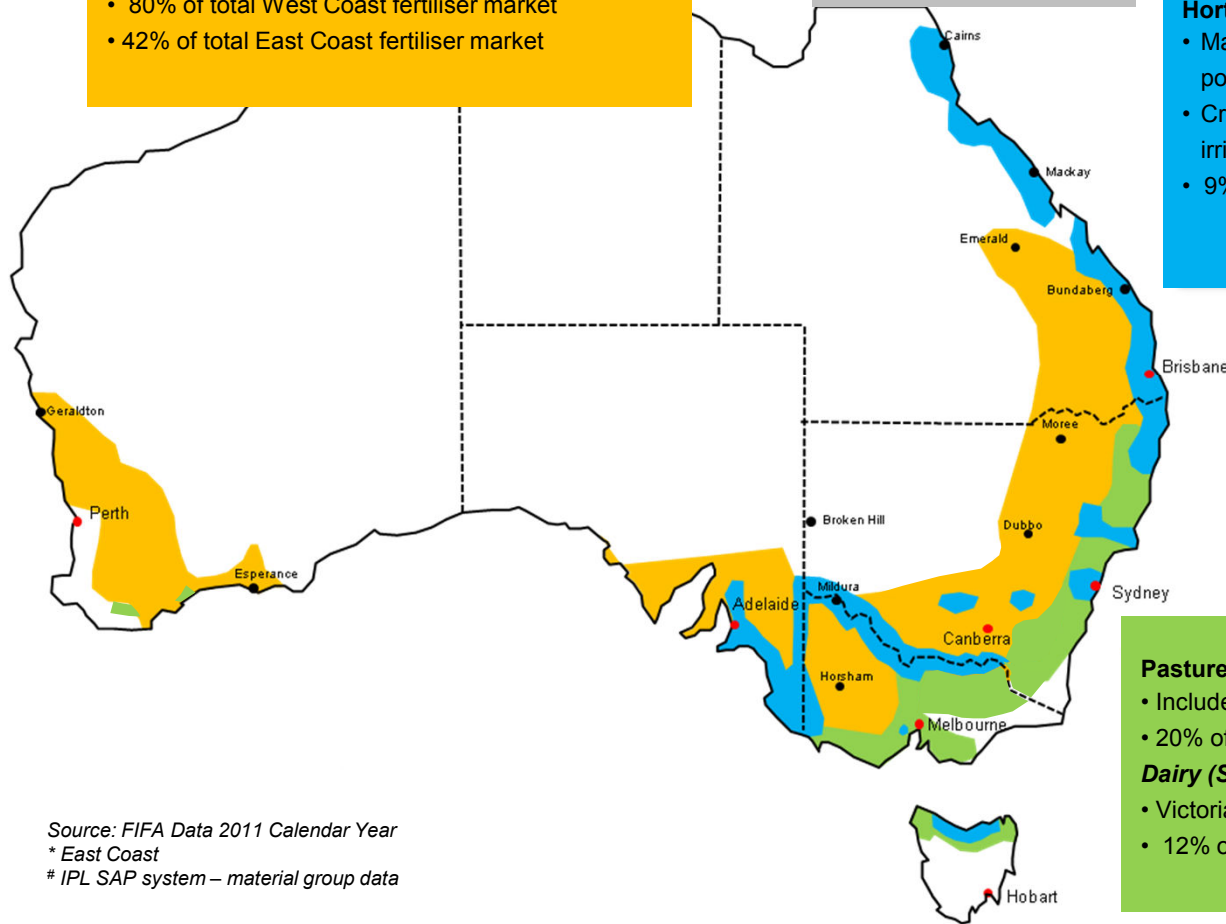 • 80% of total West Coast fertiliser market
• 42% of total East Coast fertiliser market
Hort
• Ma
po
• Cr
irri
• 9%
Cairns
Mackay
Emerald
Bundaberg
Brisbane
Geraldton
Moree
Perth
Broken Hill
Dubbo
Esperance
Mildura
Sydney
Adelaide
Canberra
Horsham
Pasture
• Include
• 20% of
Melbourne
Dairy (S
• Victoria
• 12% o
Source: FIFA Data 2011 Calendar Year
* East Coast
# IPL SAP system – material group data
Hobart